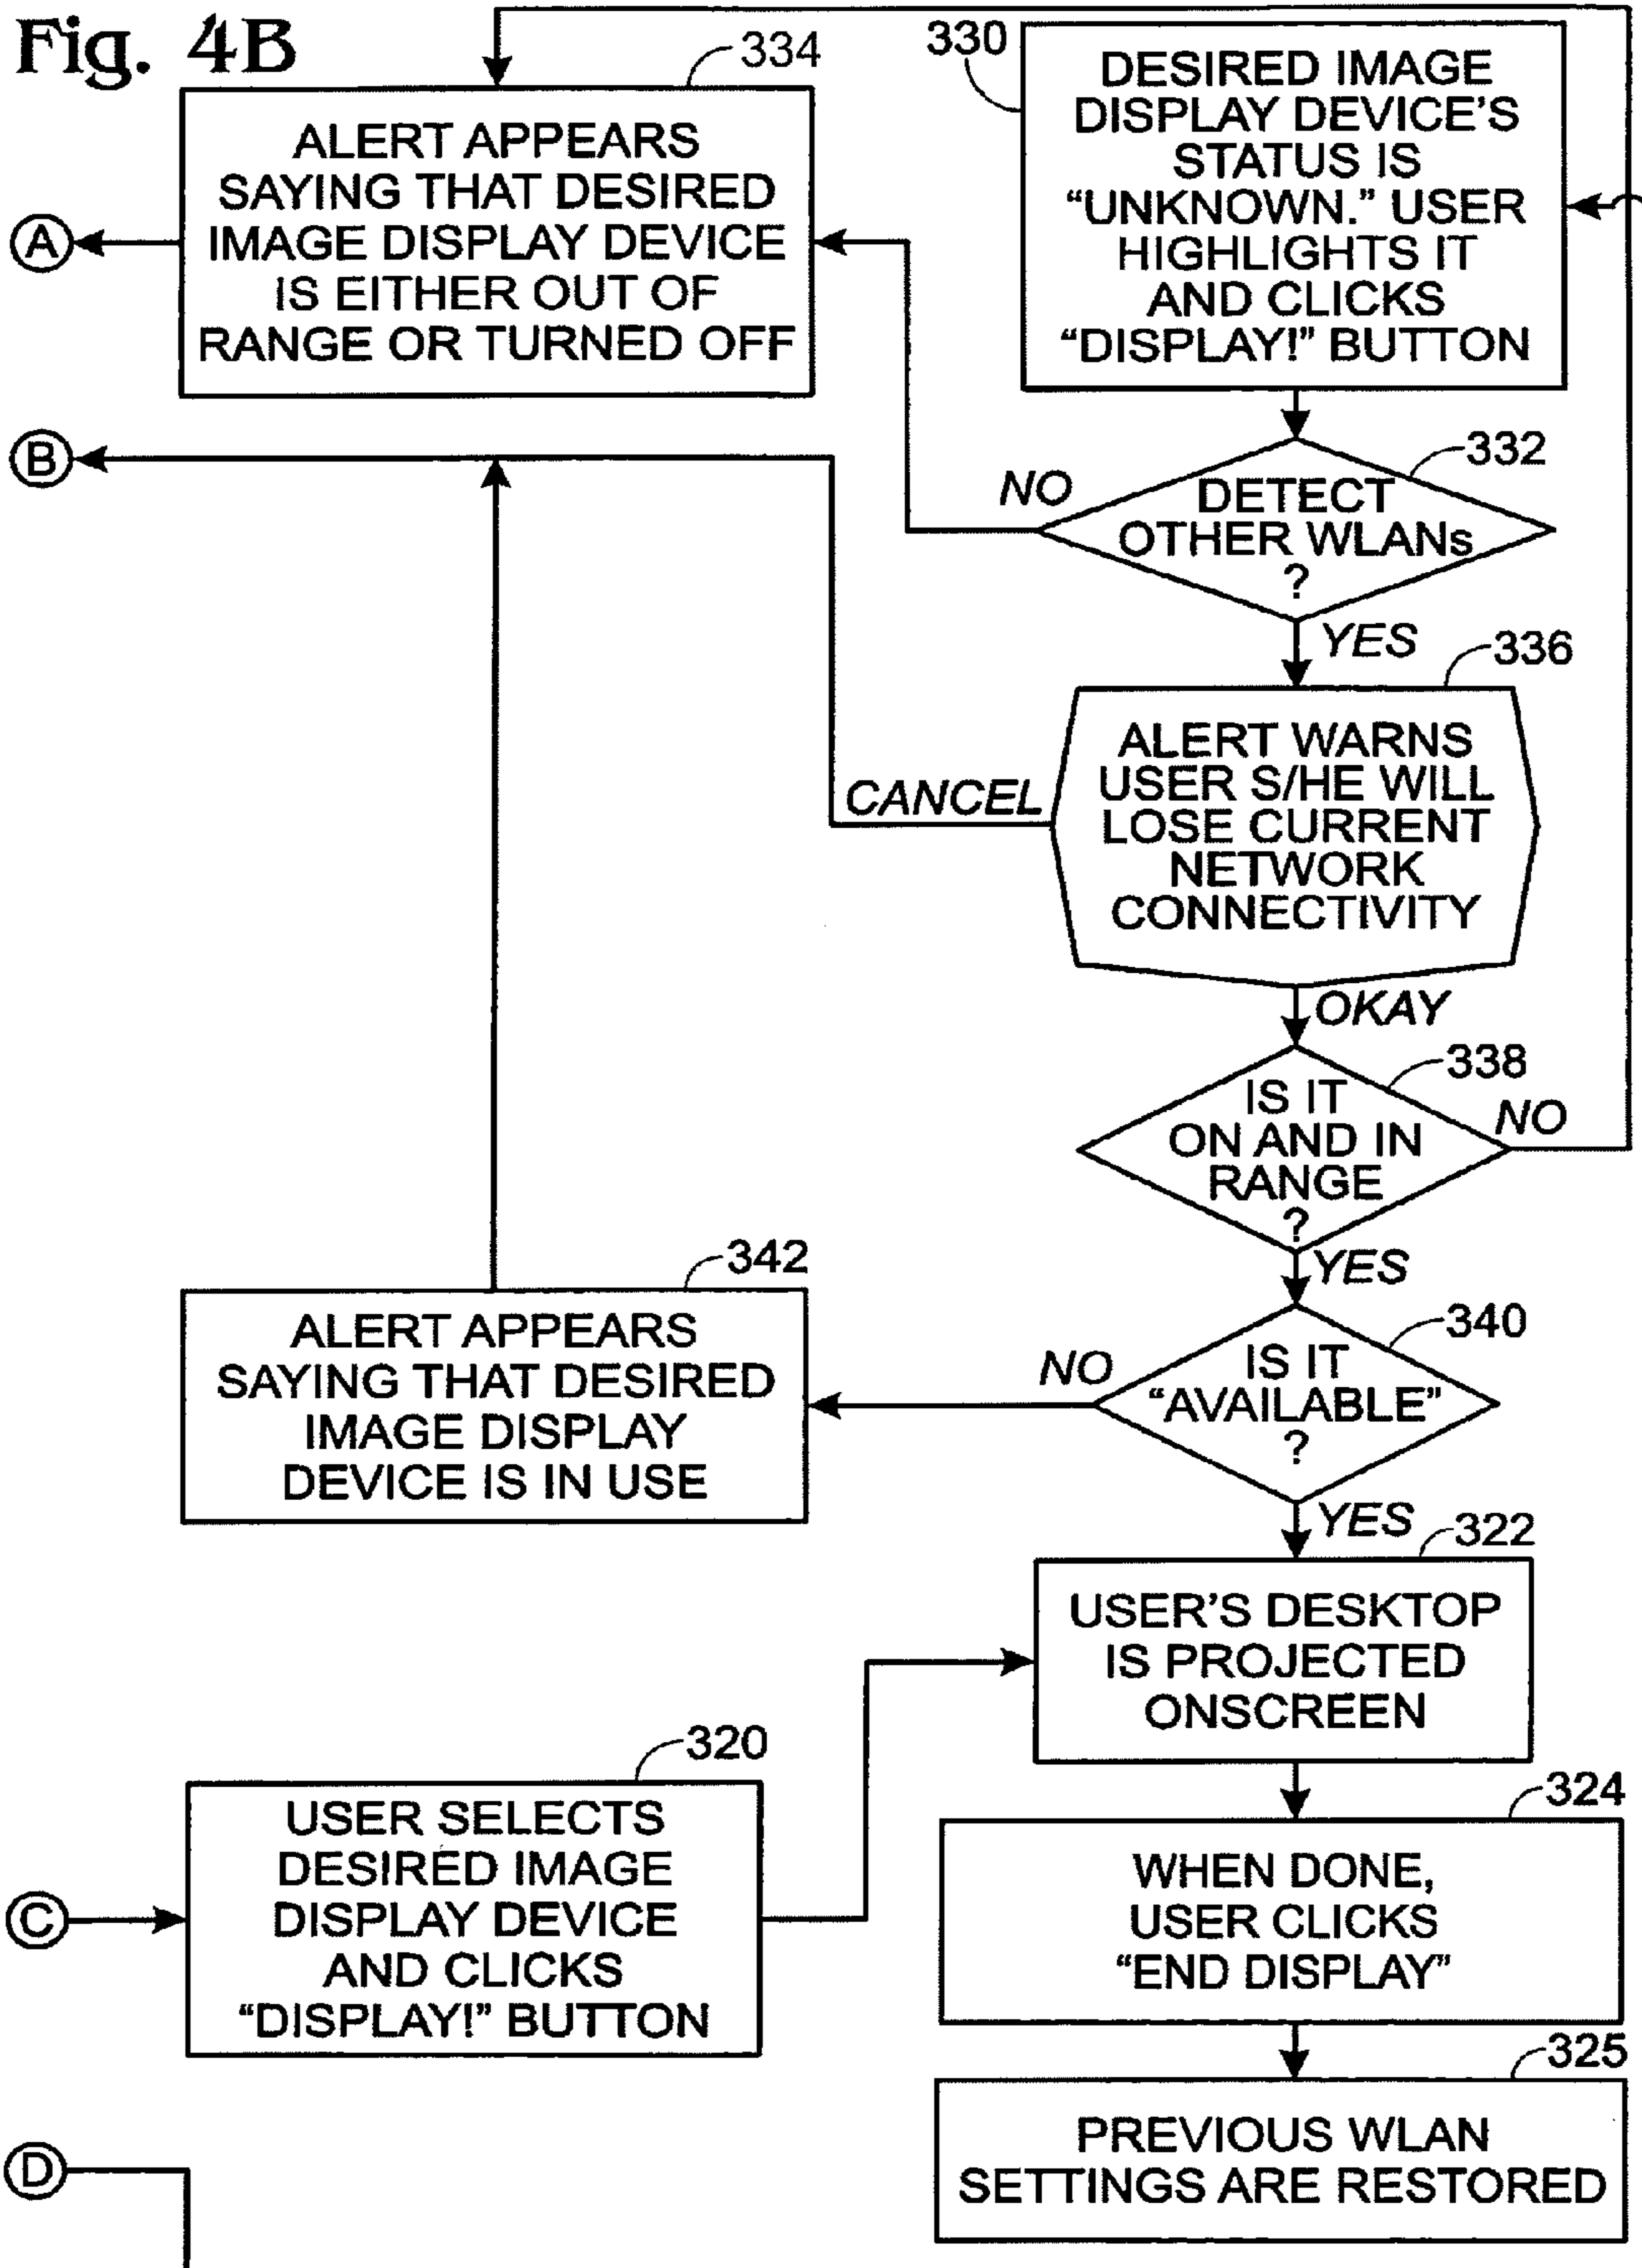 Fig. 4B
334
ALERT APPEARS
SAYING THAT DESIRED
IMAGE DISPLAY DEVICE
IS EITHER OUT OF
RANGE OR TURNED OFF
A
330
DESIRED IMAGE
DISPLAY DEVICE'S
STATUS IS
“UNKNOWN.” USER
HIGHLIGHTS IT
AND CLICKS
“DISPLAY!” BUTTON
B
332
NO
DETECT
OTHER WLANs
?
YES
336
ALERT WARNS
USER S/HE WILL
LOSE CURRENT
NETWORK
CONNECTIVITY
CANCEL
OKAY
338
IS IT
ON AND IN
RANGE
?
NO
YES
342
ALERT APPEARS
SAYING THAT DESIRED
IMAGE DISPLAY
DEVICE IS IN USE
340
NO
IS IT
“AVAILABLE”
?
YES
322
USER'S DESKTOP
IS PROJECTED
ONSCREEN
320
C
USER SELECTS
DESIRED IMAGE
DISPLAY DEVICE
AND CLICKS
“DISPLAY!” BUTTON
324
WHEN DONE,
USER CLICKS
“END DISPLAY”
325
PREVIOUS WLAN
SETTINGS ARE RESTORED
D